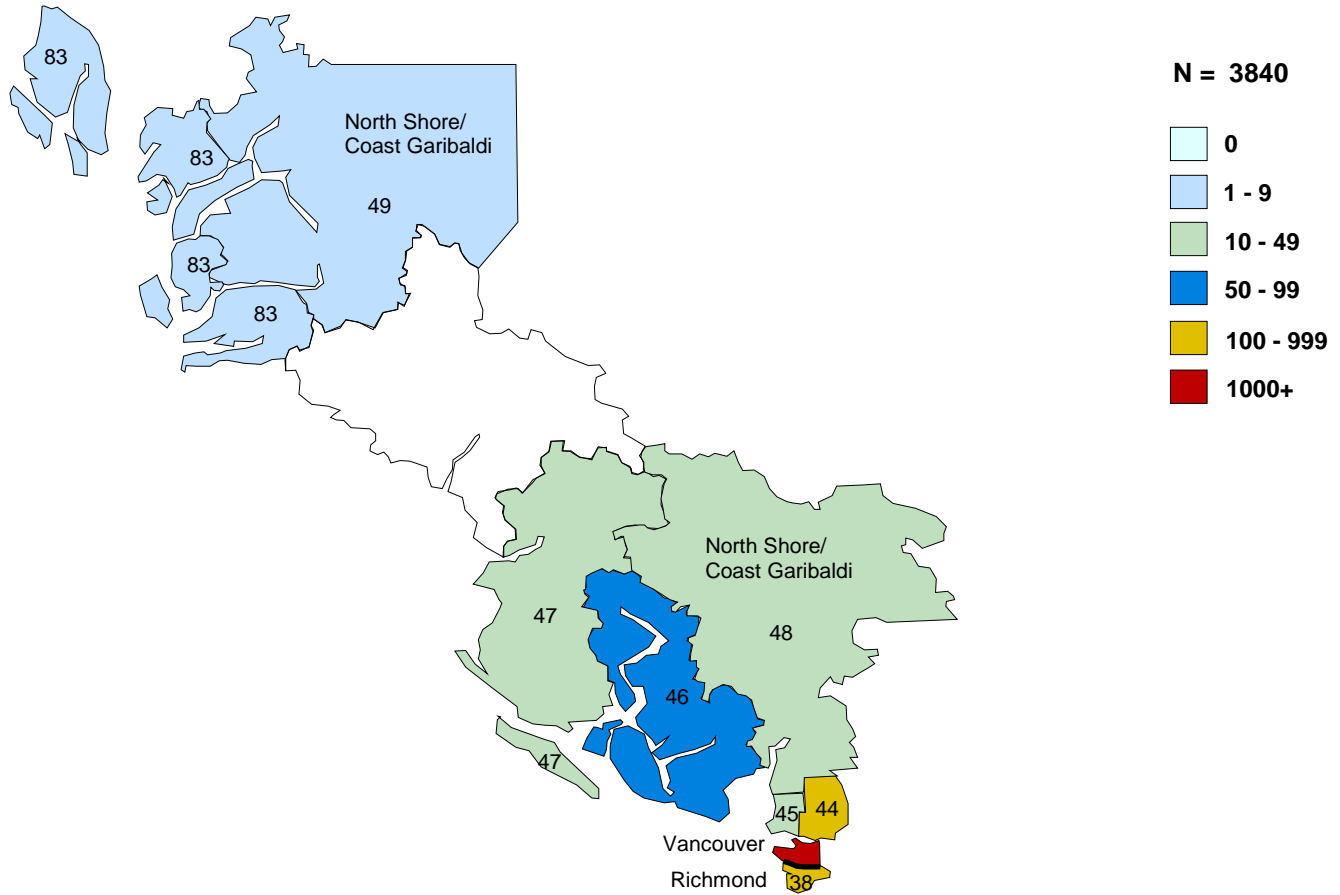 83
N = 3840
North Shore/
Coast Garibaldi
0
83
1 - 9
49
10 - 49
83
50 - 99
83
100 - 999
1000+
North Shore/
Coast Garibaldi
47
48
46
47
45
44
Vancouver
Richmond
38